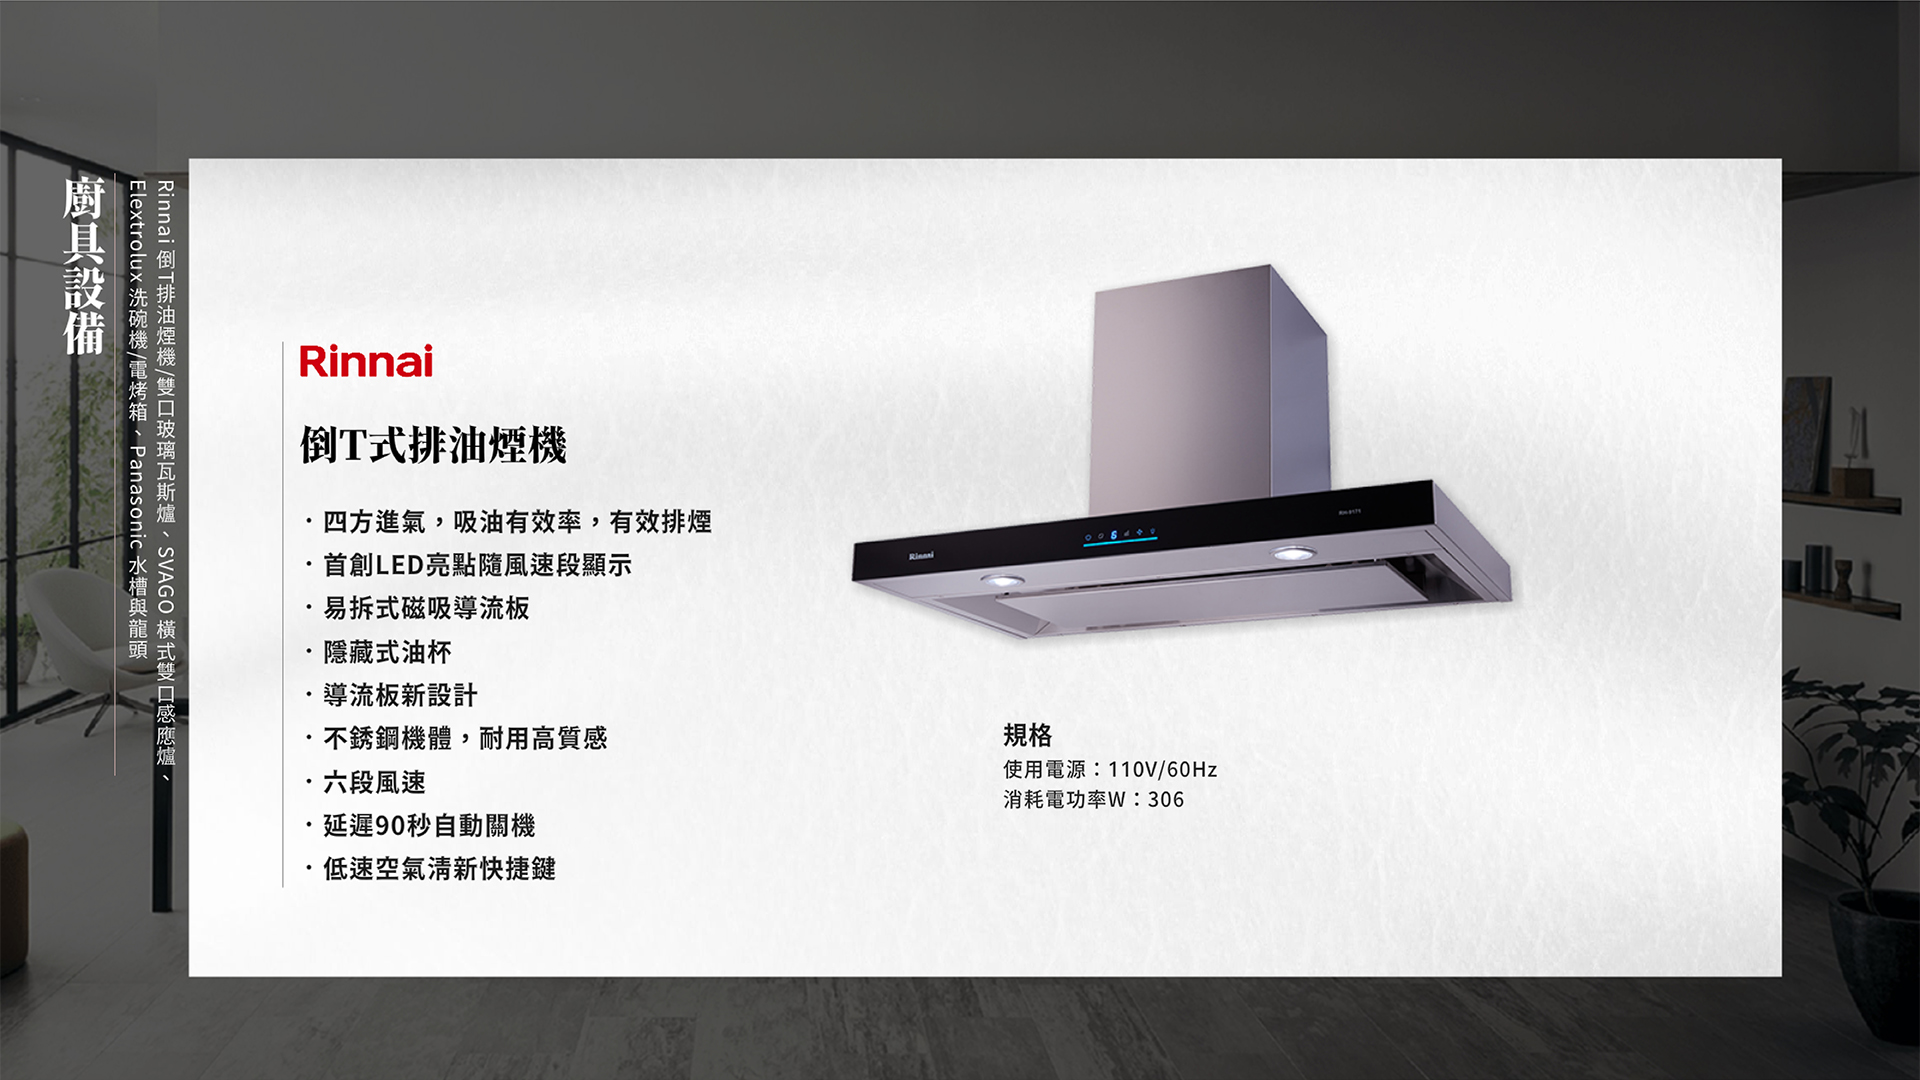 廚具設備
Rinnai 倒T排油煙機/雙口玻璃瓦斯爐、SVAGO 橫式雙口感應爐、
Elextrolux 洗碗機/電烤箱、Panasonic 水槽與龍頭
Rinnai
倒T式排油煙機
· 四方進氣，吸油有效率，有效排煙
· 首創LED亮點隨風速段顯示
· 易拆式磁吸導流板
· 隱藏式油杯
· 導流板新設計
· 不銹鋼機體，耐用高質感
· 六段風速
· 延遲90秒自動關機
· 低速空氣清新快捷鍵
Rinnai
規格
使用電源：110V/60Hz
消耗電功率W：306